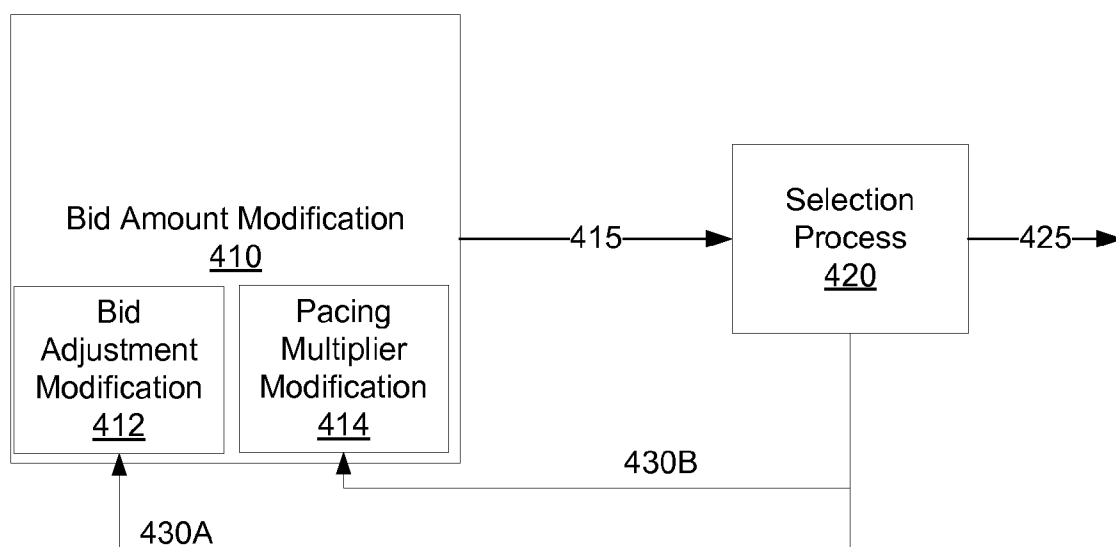 Bid Amount Modification
410
Bid
Adjustment
Modification
412
Pacing
Multiplier
Modification
414
415
Selection
Process
420
425
430B
430A